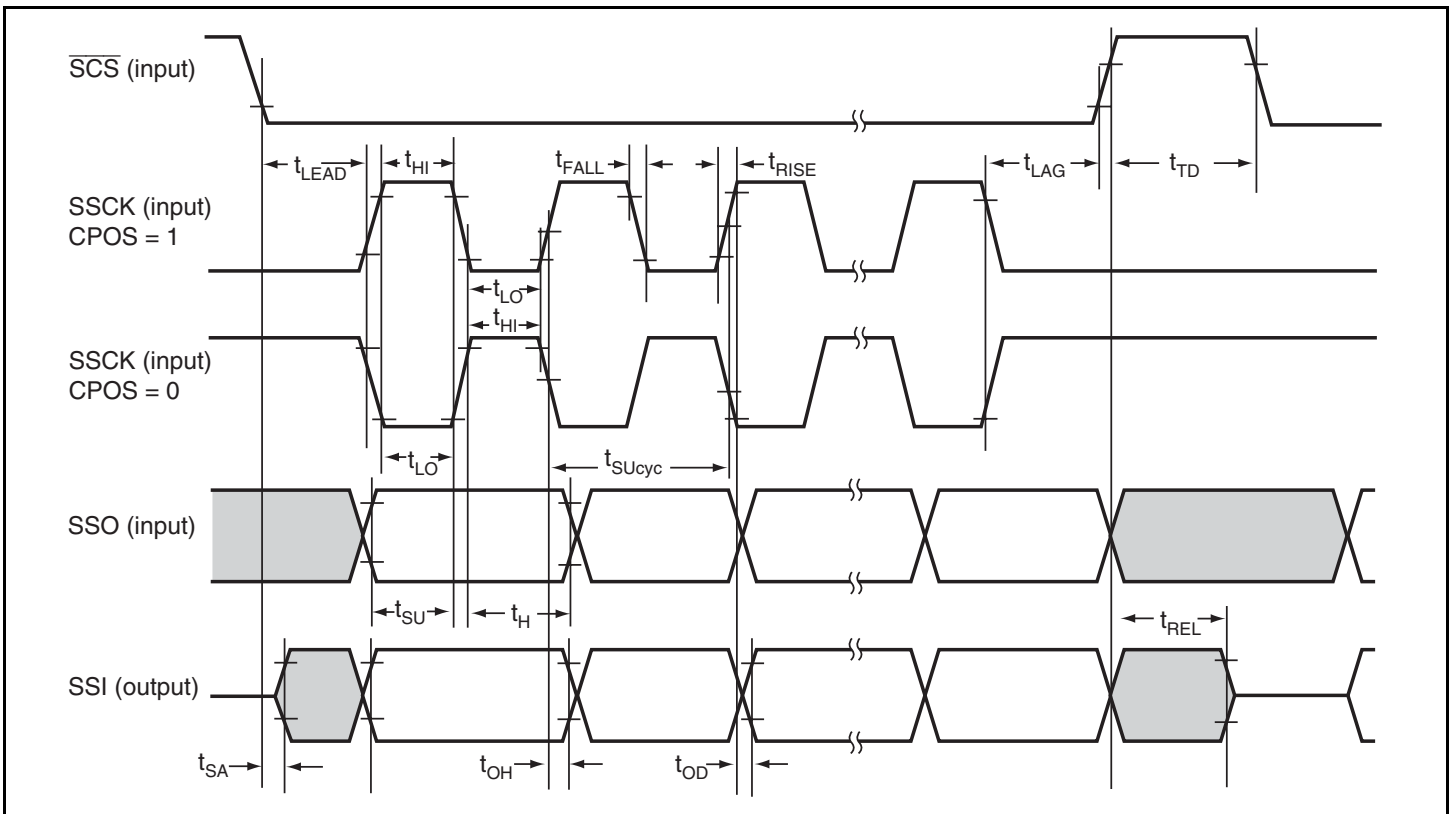 SCS (input)
tLEAD tHI tFALL tRISE tLAG tTD
SSCK (input)
CPOS = 1
tLO
tHI
SSCK (input)
CPOS = 0
tLO tSUcyc
SSO (input)
tSU tH tREL
SSI (output)
tSA tOH tOD